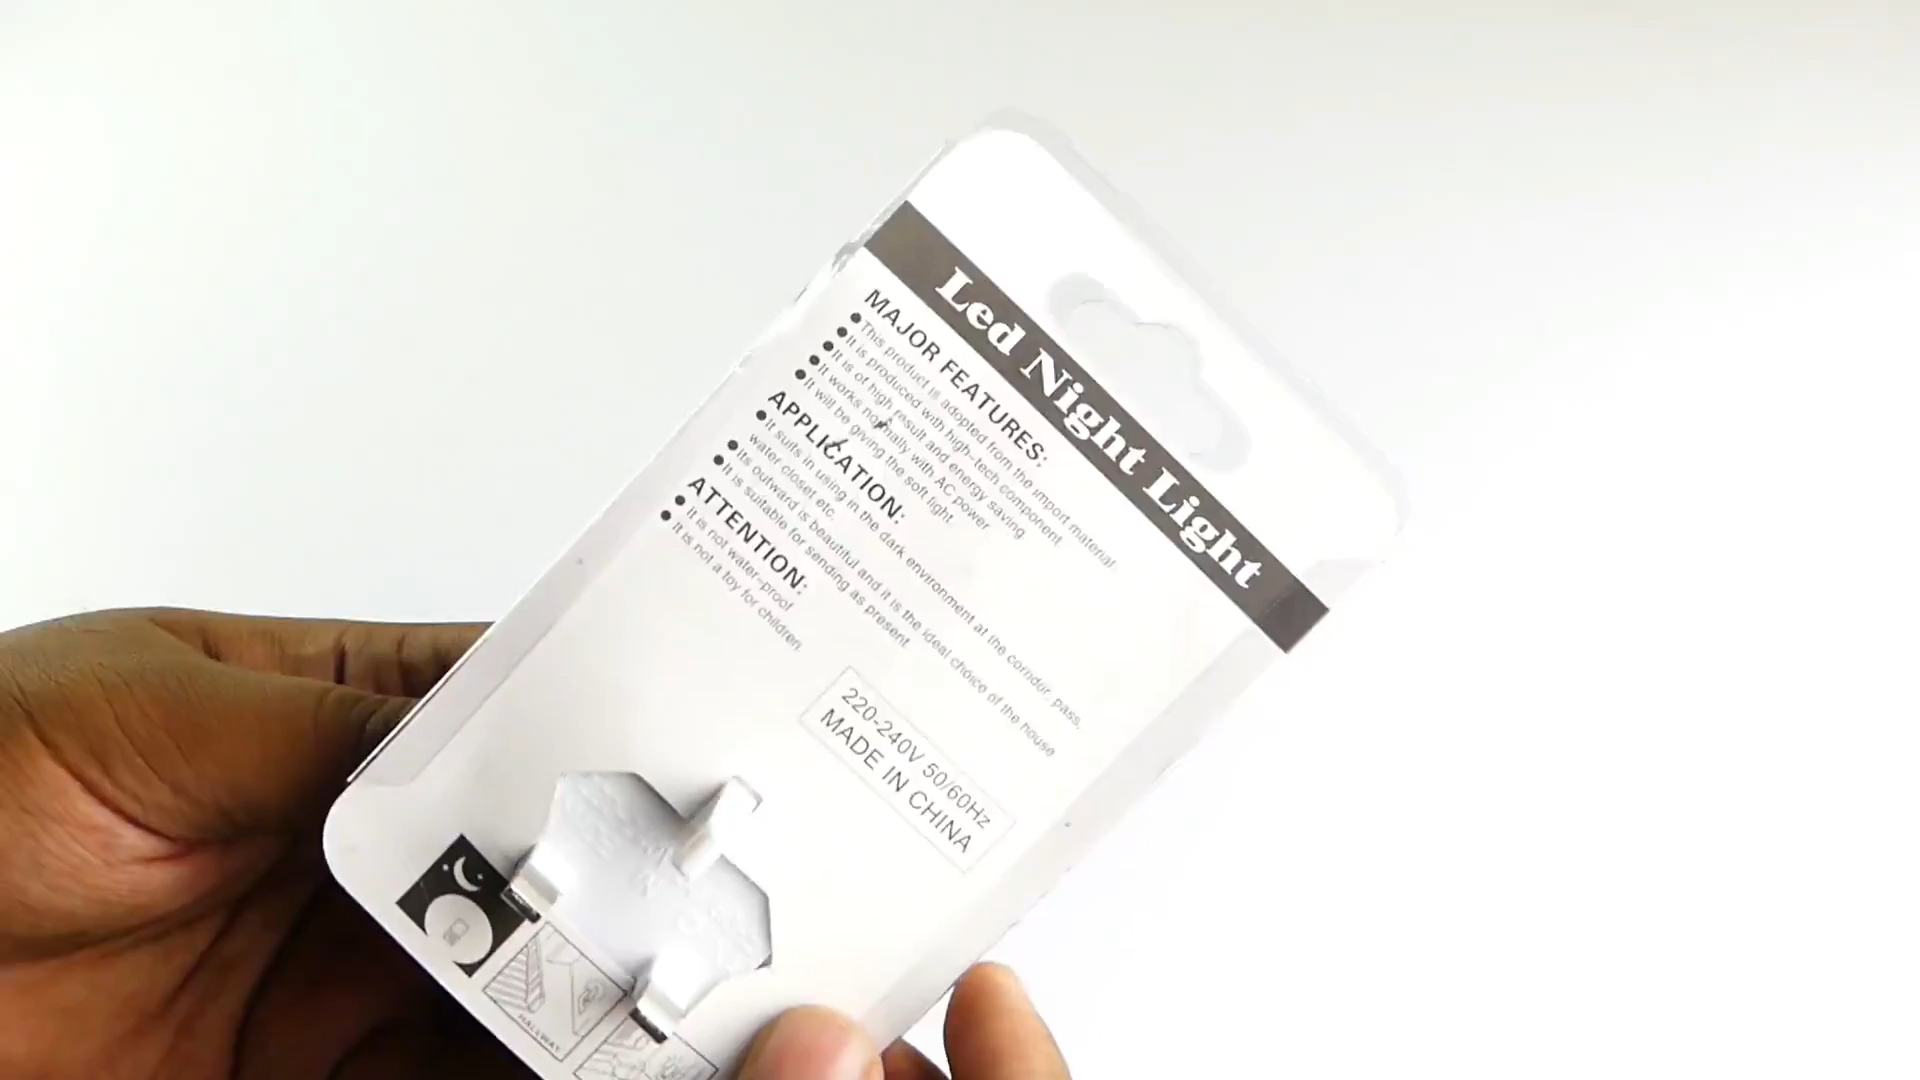 Led Night Light
MAJOR FEATURES:
●This product is adopted from the import material.
●It is produced with high-tech component.
●It is of high result and energy saving
●It works normally with AC power.
●It will be giving the soft light.
APPLICATION:
●It suits in using in the dark environment at the corridor, pass,
water closet etc.
●Its outward is beautiful and it is the ideal choice of the house
●It is suitable for sending as present.
ATTENTION:
●It is not water-proof
●It is not a toy for children.
220-240V 50/60Hz
MADE IN CHINA
HALLWAY